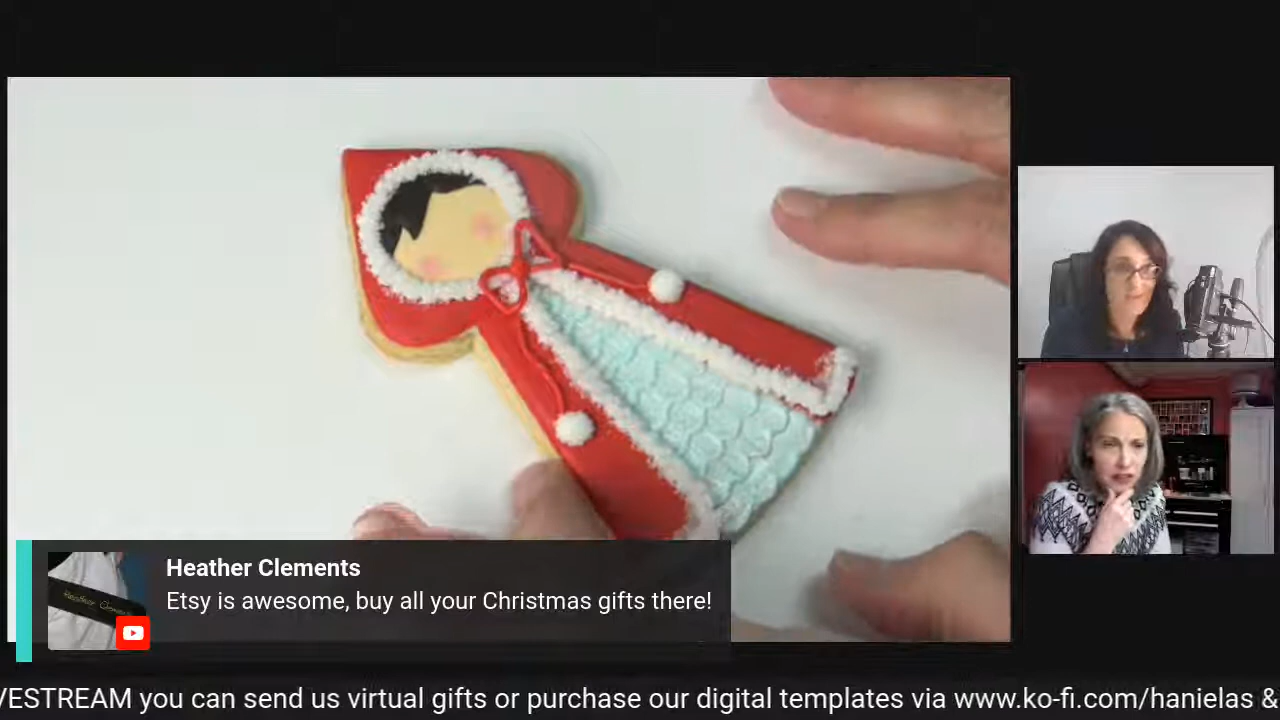 Heather Clements
Etsy is awesome, buy all your Christmas gifts there!
VESTREAM you can send us virtual gifts or purchase our digital templates via www.ko-fi.com/hanielas &